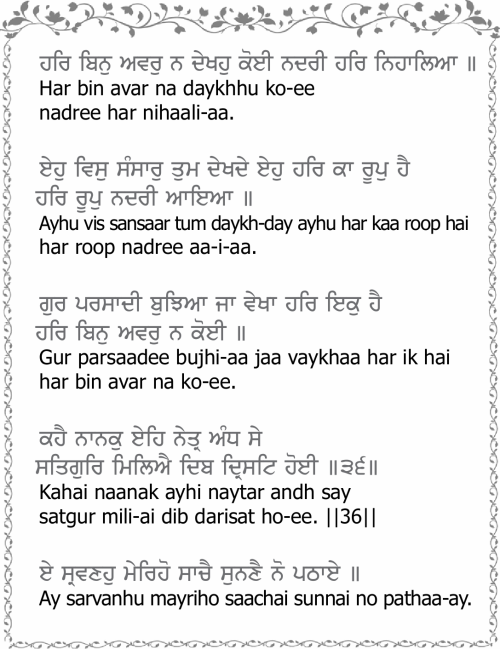 ਹਰਿ ਬਿਨੁ ਅਵਰੁ ਨ ਦੇਖਹੁ ਕੋਈ ਨਦਰੀ ਹਰਿ ਨਿਹਾਲਿਆ ॥
Har bin avar na daykhhu ko-ee
nadree har nihaali-aa.
ਏਹੁ ਵਿਸੁ ਸੰਸਾਰੁ ਤੁਮ ਦੇਖਦੇ ਏਹੁ ਹਰਿ ਕਾ ਰੂਪੁ ਹੈ
ਹਰਿ ਰੂਪੁ ਨਦਰੀ ਆਇਆ ॥
Ayhu vis sansaar tum daykh-day ayhu har kaa roop hai
har roop nadree aa-i-aa.
ਗੁਰ ਪਰਸਾਦੀ ਬੁਝਿਆ ਜਾ ਵੇਖਾ ਹਰਿ ਇਕੁ ਹੈ
ਹਰਿ ਬਿਨੁ ਅਵਰੁ ਨ ਕੋਈ ॥
Gur parsaadee bujhi-aa jaa vaykhaa har ik hai
har bin avar na ko-ee.
ਕਹੈ ਨਾਨਕੁ ਏਹਿ ਨੇਤ੍ਰ ਅੰਧ ਸੇ
ਸਤਿਗੁਰਿ ਮਿਲਿਐ ਦਿਬ ਦ੍ਰਿਸਟਿ ਹੋਈ ॥੩੬॥
Kahai naanak ayhi naytar andh say
satgur mili-ai dib darisat ho-ee. ||36||
ਏ ਸ੍ਰਵਣਹੁ ਮੇਰਿਹੋ ਸਾਚੈ ਸੁਨਣੈ ਨੋ ਪਠਾਏ ॥
Ay sarvanhu mayriho saachai sunnai no pathaa-ay.